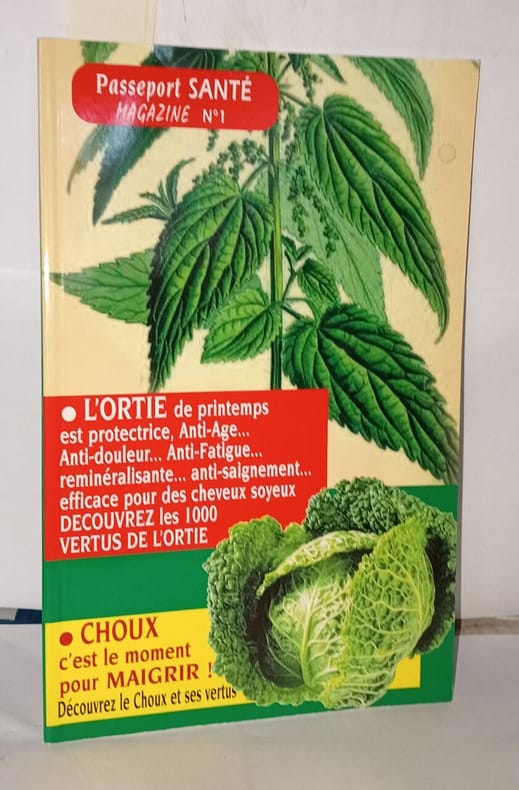 Passeport SANTÉ
MAGAZINE N°1
● L'ORTIE de printemps
est protectrice, Anti-Age...
Anti-douleur... Anti-Fatigue...
reminéralisante... anti-saignement...
efficace pour des cheveux soyeux
DECOUVREZ les 1000
VERTUS DE L'ORTIE
● CHOUX
c'est le moment
pour MAIGRIR !
Découvrez le Choux et ses vertus